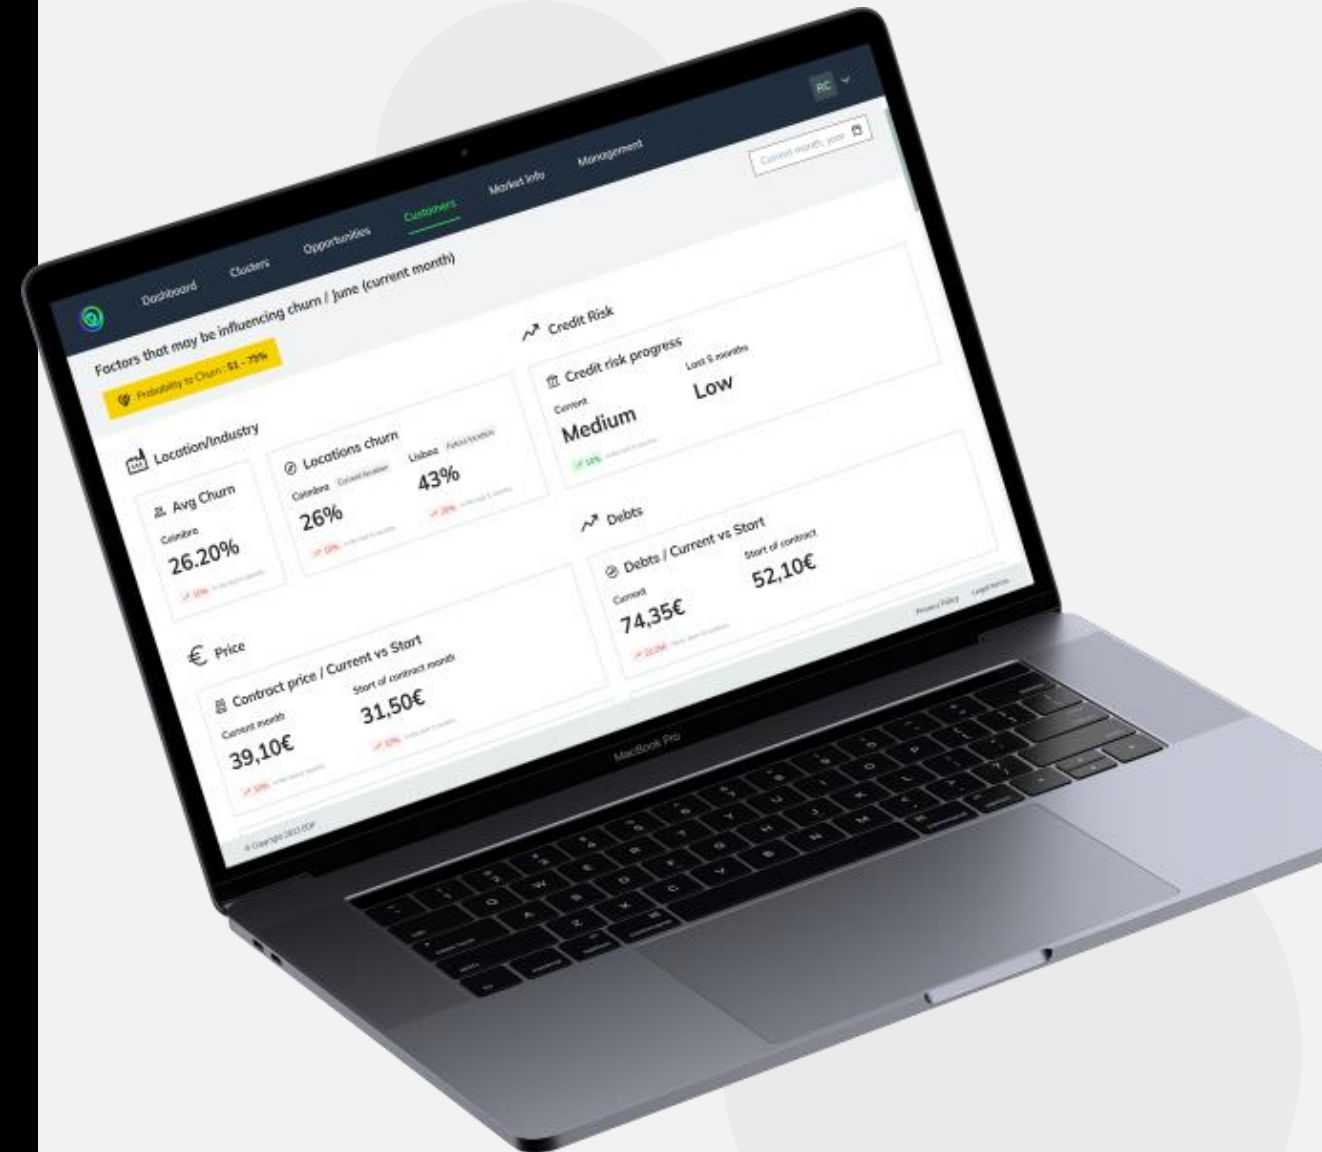 Dashboard
Clusters
Opportunities
Customers
Market Info
Management
RC
Current month, year
Factors that may be influencing churn / June (current month)
Probability to Churn : 51 - 75%
Location/Industry
Avg Churn
Coimbra
26.20%
Locations churn
Coimbra Current location
26%
Lisboa Future location
43%
Credit Risk
Credit risk progress
Current
Medium
Last 5 months
Low
€ Price
Contract price / Current vs Start
Current month
39,10€
Start of contract month
31,50€
Debts
Debts / Current vs Start
Current
74,35€
Start of contract
52,10€
Privacy Policy
Legal terms
MacBook Pro